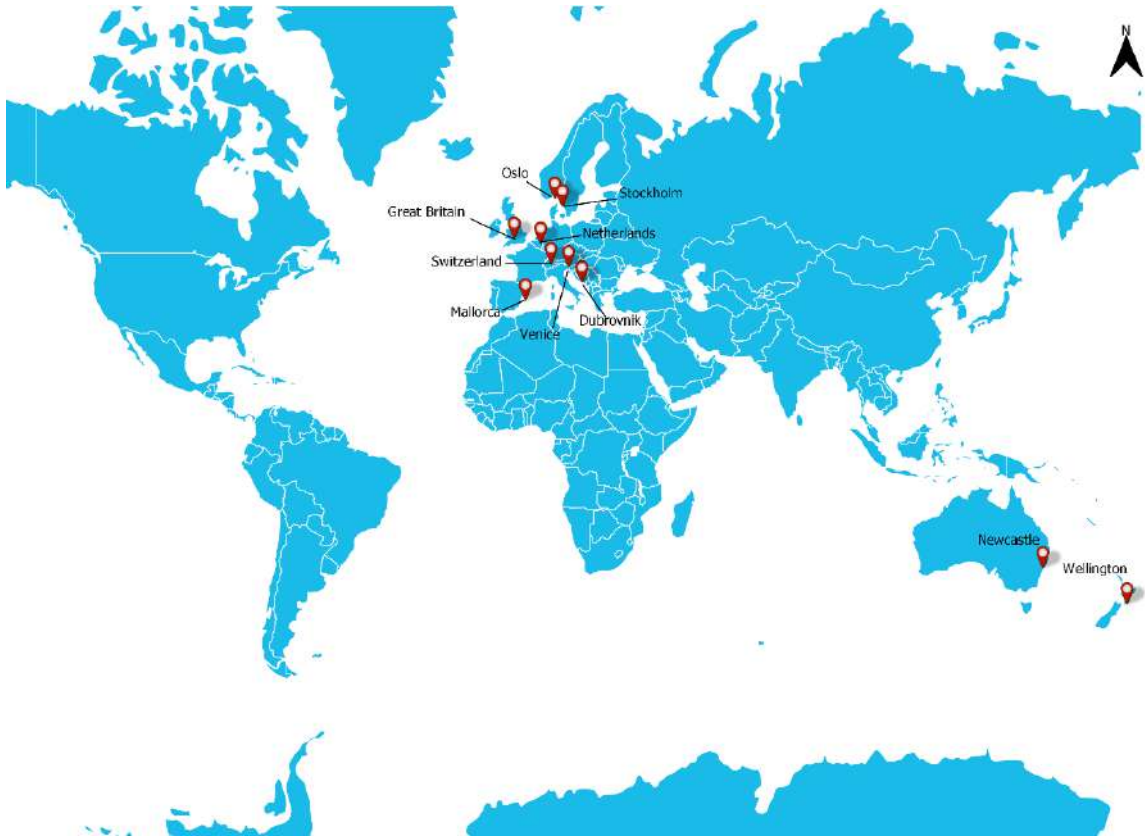 N
Oslo
Stockholm
Great Britain
Netherlands
Switzerland
Mallorca
Venice
Dubrovnik
Newcastle
Wellington